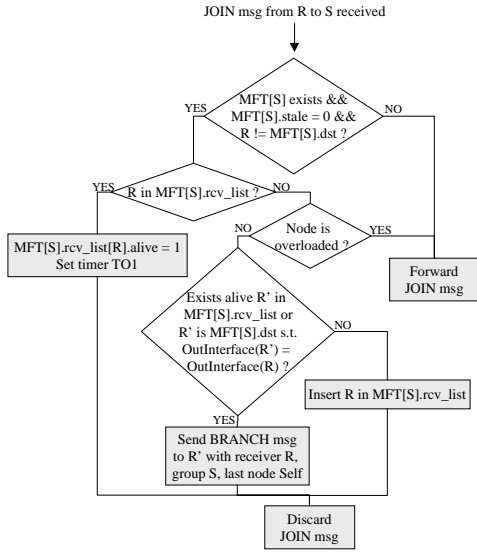 JOIN msg from R to S received
MFT[S] exists &&
MFT[S].stale = 0 &&
R != MFT[S].dst ?
YES
NO
R in MFT[S].rcv_list ?
YES
NO
Node is
overloaded ?
NO
YES
MFT[S].rcv_list[R].alive = 1
Set timer TO1
Forward
JOIN msg
Exists alive R' in
MFT[S].rcv_list or
R' is MFT[S].dst s.t.
OutInterface(R') =
OutInterface(R) ?
NO
YES
Insert R in MFT[S].rcv_list
Send BRANCH msg
to R' with receiver R,
group S, last node Self
Discard
JOIN msg